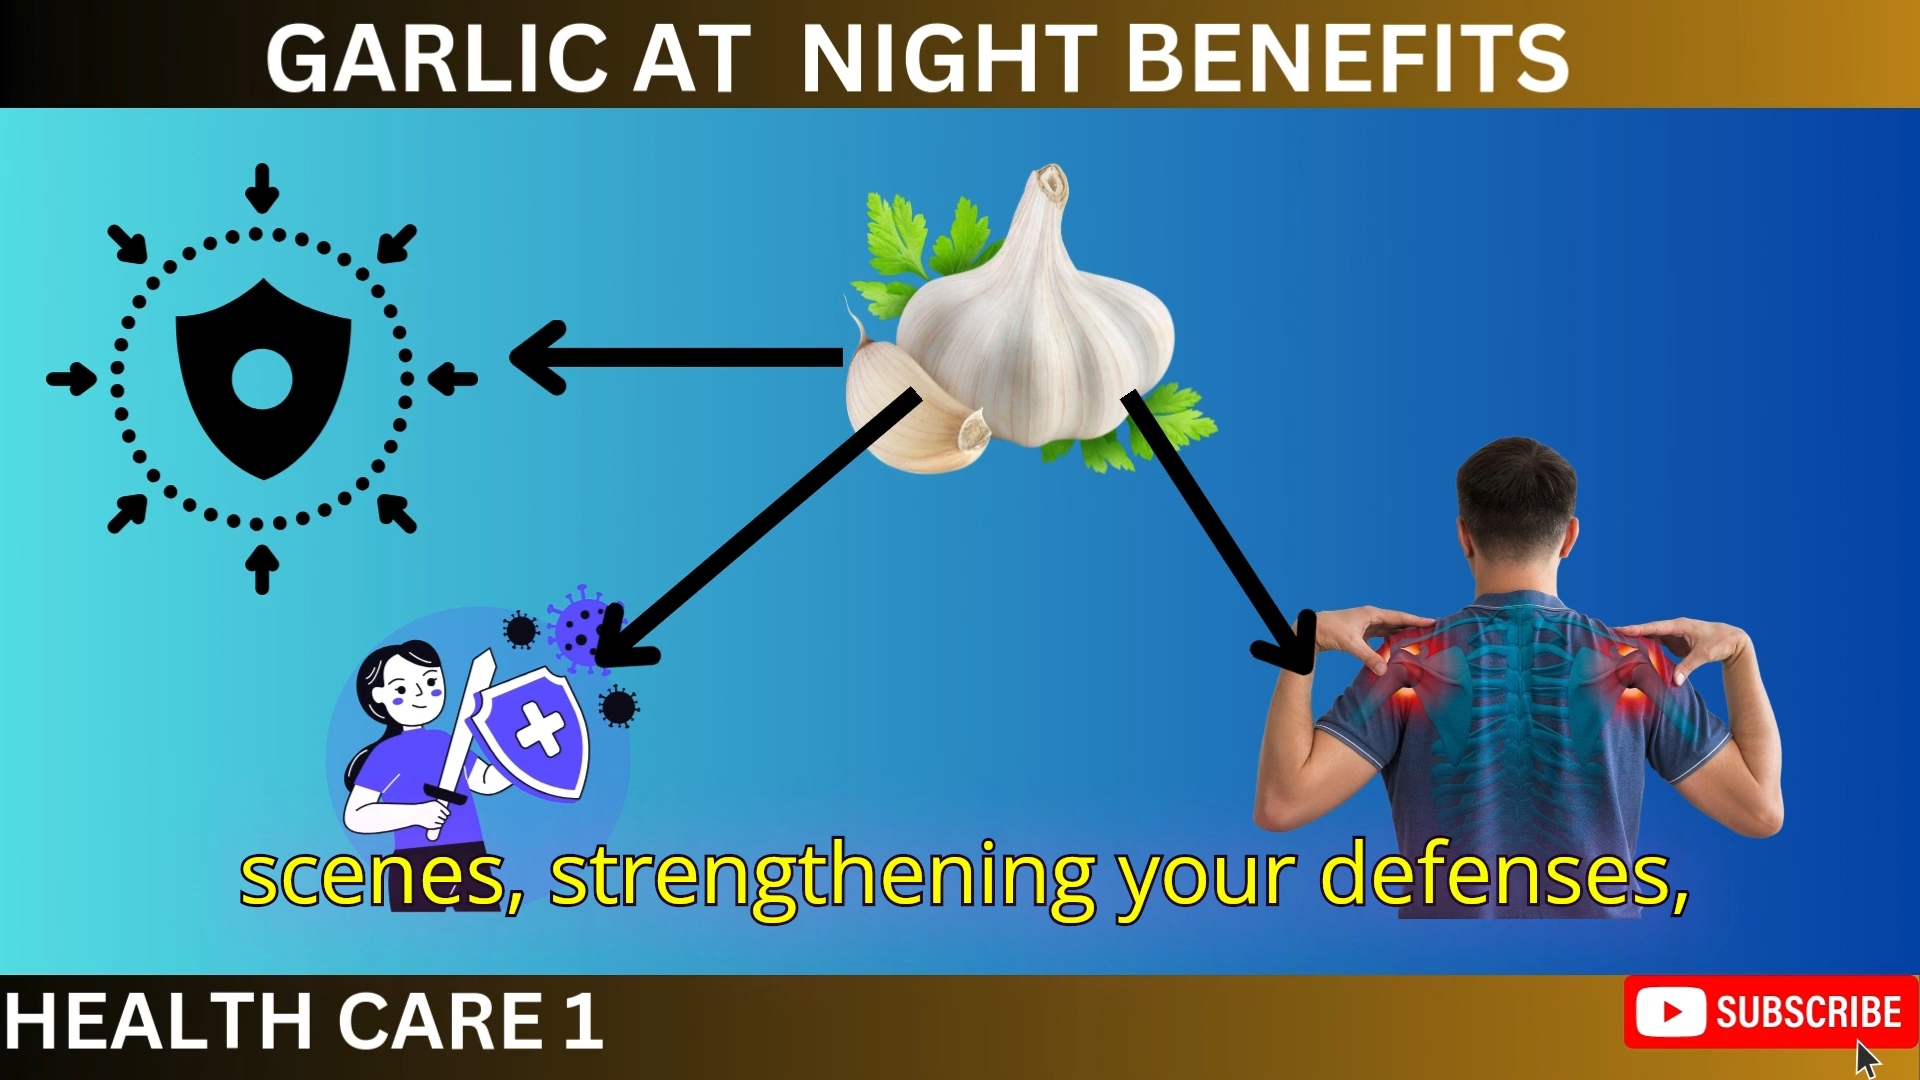 GARLIC AT NIGHT BENEFITS
scenes, strengthening your defenses,
HEALTH CARE 1
SUBSCRIBE